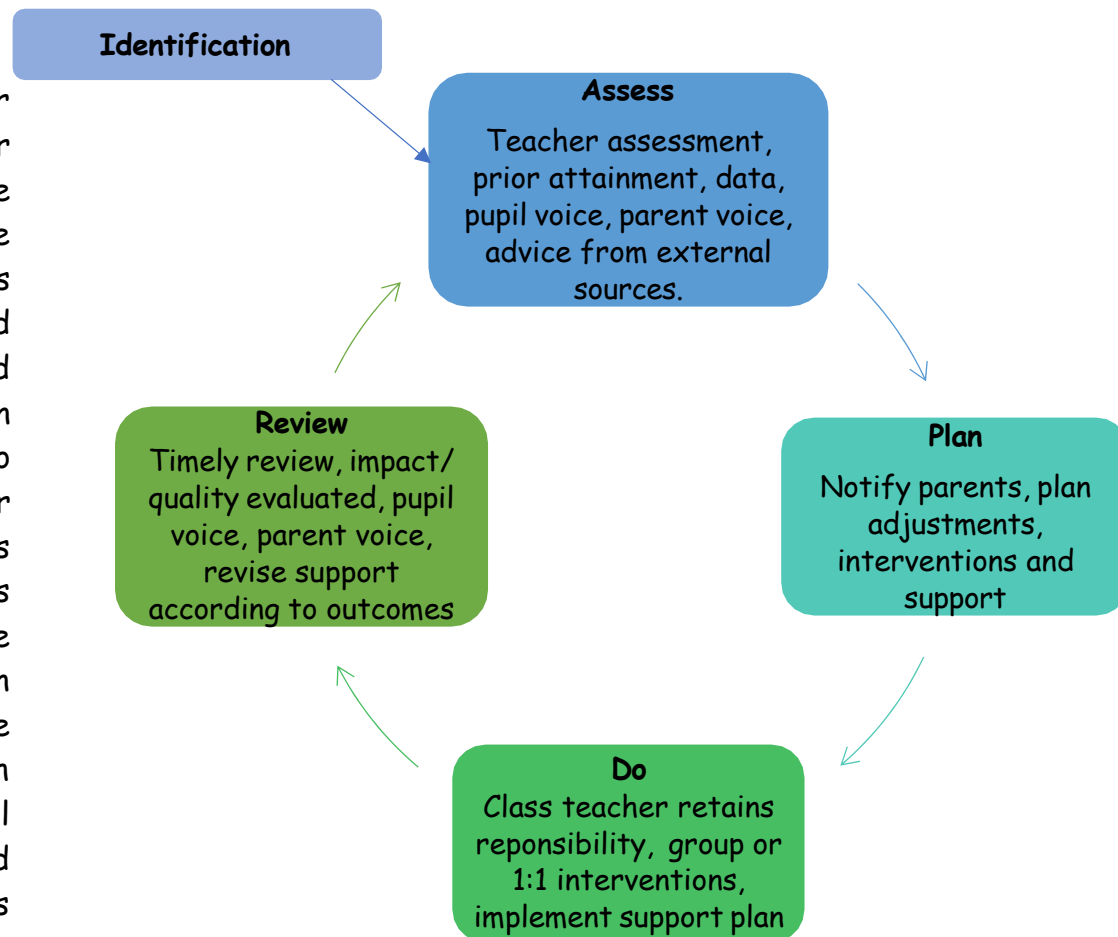 Identification
Assess
Teacher assessment,
prior attainment, data,
pupil voice, parent voice,
advice from external
sources.
Plan
Notify parents, plan
adjustments,
interventions and
support
Do
Class teacher retains
reponsibility, group or
1:1 interventions,
implement support plan
Review
Timely review, impact/
quality evaluated, pupil
voice, parent voice,
revise support
according to outcomes